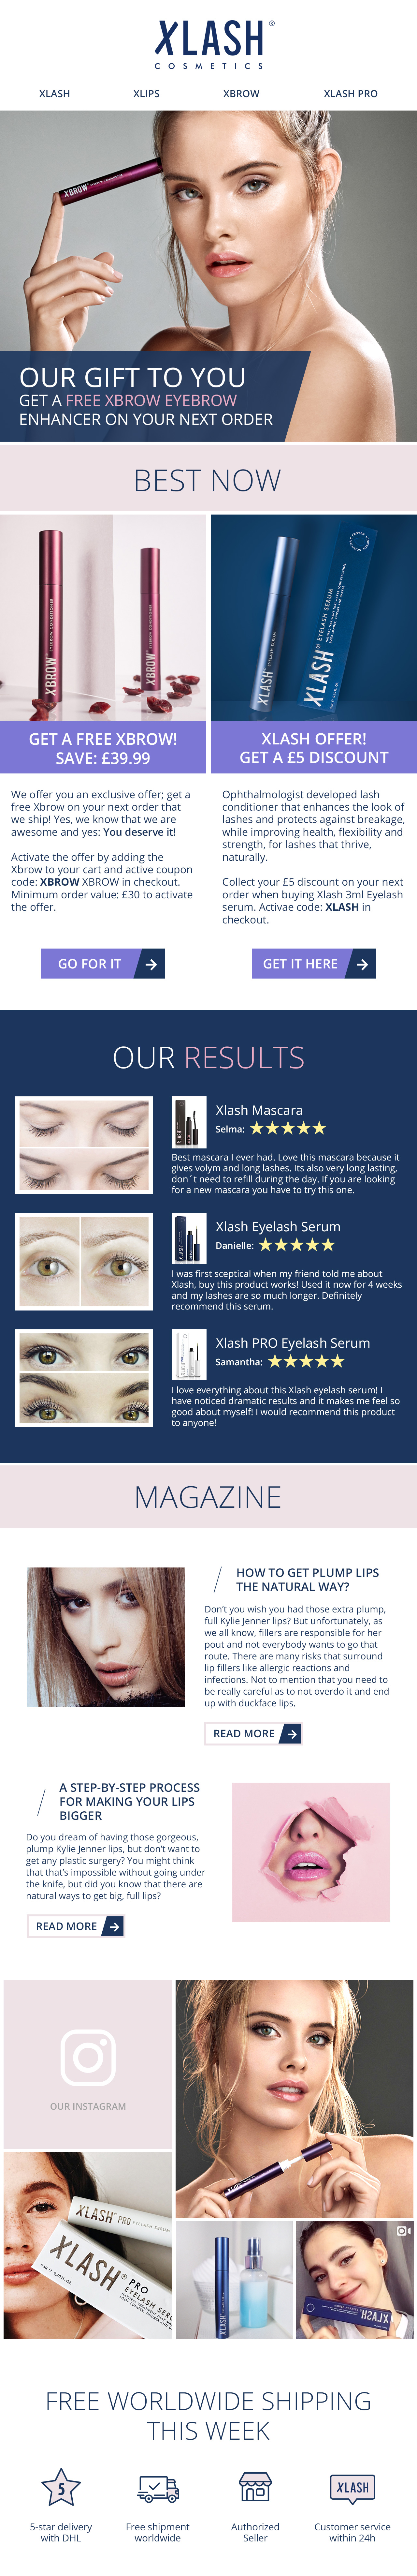 XLASH®
COSMETICS
XLASH XLIPS XBROW XLASH PRO
XBROW®
OUR GIFT TO YOU
GET A FREE XBROW EYEBROW
ENHANCER ON YOUR NEXT ORDER
BEST NOW
XBROW® EYEBROW CONDITIONER
XBROW® EYEBROW CONDITIONER
XLASH® EYELASH SERUM
XLASH® EYELASH SERUM
GET A FREE XBROW!
SAVE: £39.99
XLASH OFFER!
GET A £5 DISCOUNT
We offer you an exclusive offer; get a
free Xbrow on your next order that
we ship! Yes, we know that we are
awesome and yes: You deserve it!
Activate the offer by adding the
Xbrow to your cart and active coupon
code: XBROW XBROW in checkout.
Minimum order value: £30 to activate
the offer.
GO FOR IT
Ophthalmologist developed lash
conditioner that enhances the look of
lashes and protects against breakage,
while improving health, flexibility and
strength, for lashes that thrive,
naturally.
Collect your £5 discount on your next
order when buying Xlash 3ml Eyelash
serum. Activae code: XLASH in
checkout.
GET IT HERE
OUR RESULTS
Xlash Mascara
Selma:
Best mascara I ever had. Love this mascara because it
gives volym and long lashes. Its also very long lasting,
don´t need to refill during the day. If you are looking
for a new mascara you have to try this one.
Xlash Eyelash Serum
Danielle:
I was first sceptical when my friend told me about
Xlash, buy this product works! Used it now for 4 weeks
and my lashes are so much longer. Definitely
recommend this serum.
Xlash PRO Eyelash Serum
Samantha:
I love everything about this Xlash eyelash serum! I
have noticed dramatic results and it makes me feel so
good about myself! I would recommend this product
to anyone!
MAGAZINE
HOW TO GET PLUMP LIPS
THE NATURAL WAY?
Don't you wish you had those extra plump,
full Kylie Jenner lips? But unfortunately, as
we all know, fillers are responsible for her
pout and not everybody wants to go that
route. There are many risks that surround
lip fillers like allergic reactions and
infections. Not to mention that you need to
be really careful as to not overdo it and end
up with duckface lips.
READ MORE
A STEP-BY-STEP PROCESS
FOR MAKING YOUR LIPS
BIGGER
Do you dream of having those gorgeous,
plump Kylie Jenner lips, but don't want to
get any plastic surgery? You might think
that that's impossible without going under
the knife, but did you know that there are
natural ways to get big, full lips?
READ MORE
OUR INSTAGRAM
XLASH® PRO EYELASH SERUM
XLASH®
PRO
XLASH
XLASH
FREE WORLDWIDE SHIPPING
THIS WEEK
5
XLASH
5-star delivery
with DHL
Free shipment
worldwide
Authorized
Seller
Customer service
within 24h